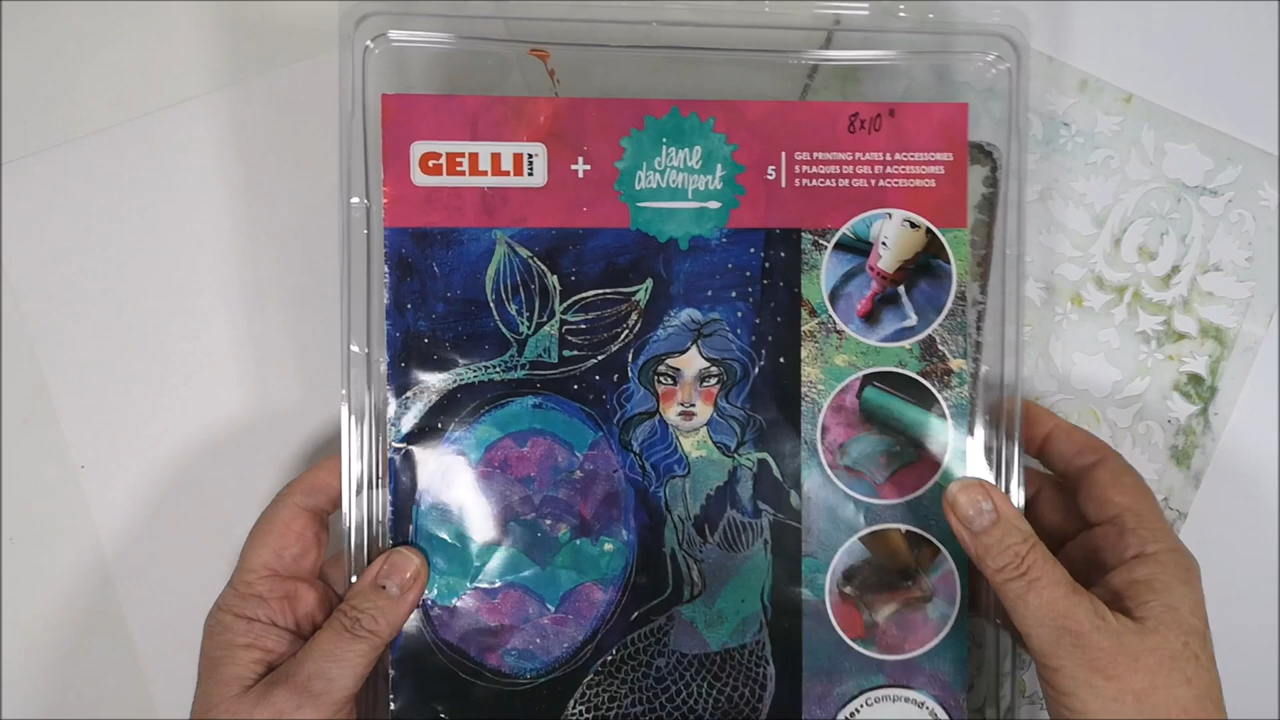 8x10"
GELLI ARTS®
+
jane
davenport
5
GEL PRINTING PLATES & ACCESSORIES
5 PLAQUES DE GEL ET ACCESSOIRES
5 PLACAS DE GEL Y ACCESORIOS
Comprend